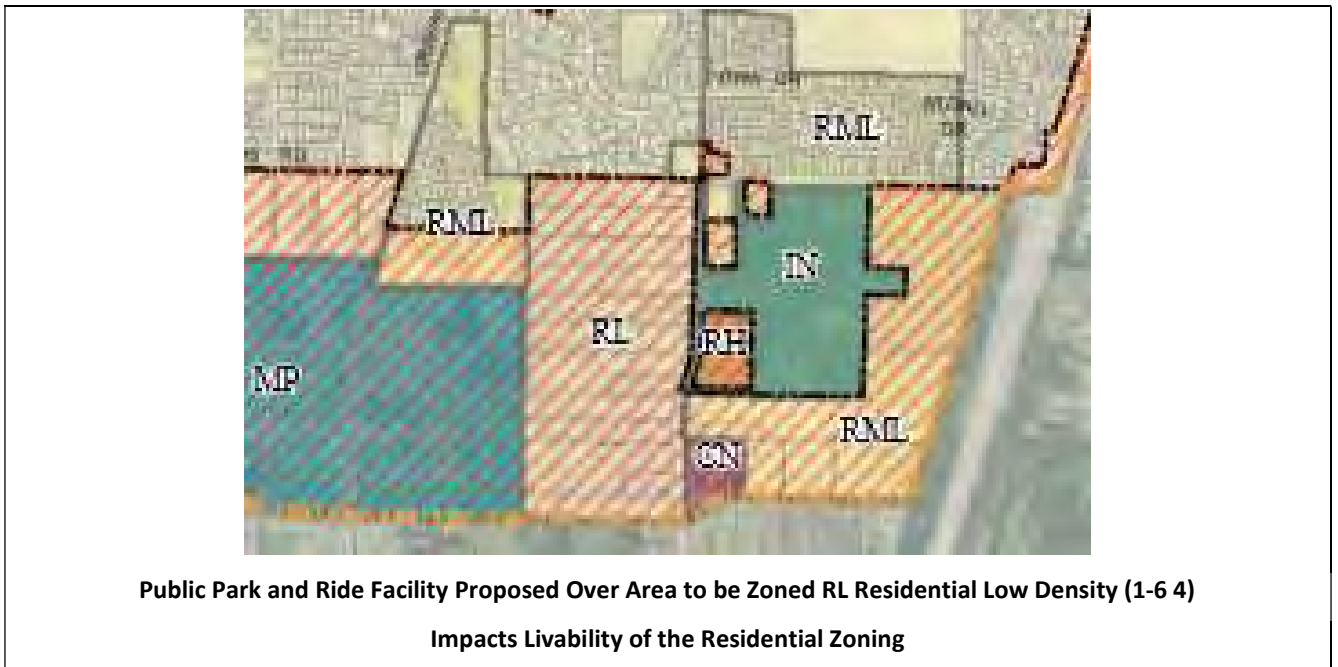 RML
RML
IN
RL
RH
MP
RML
CN
Public Park and Ride Facility Proposed Over Area to be Zoned RL Residential Low Density (1-6 4)
Impacts Livability of the Residential Zoning